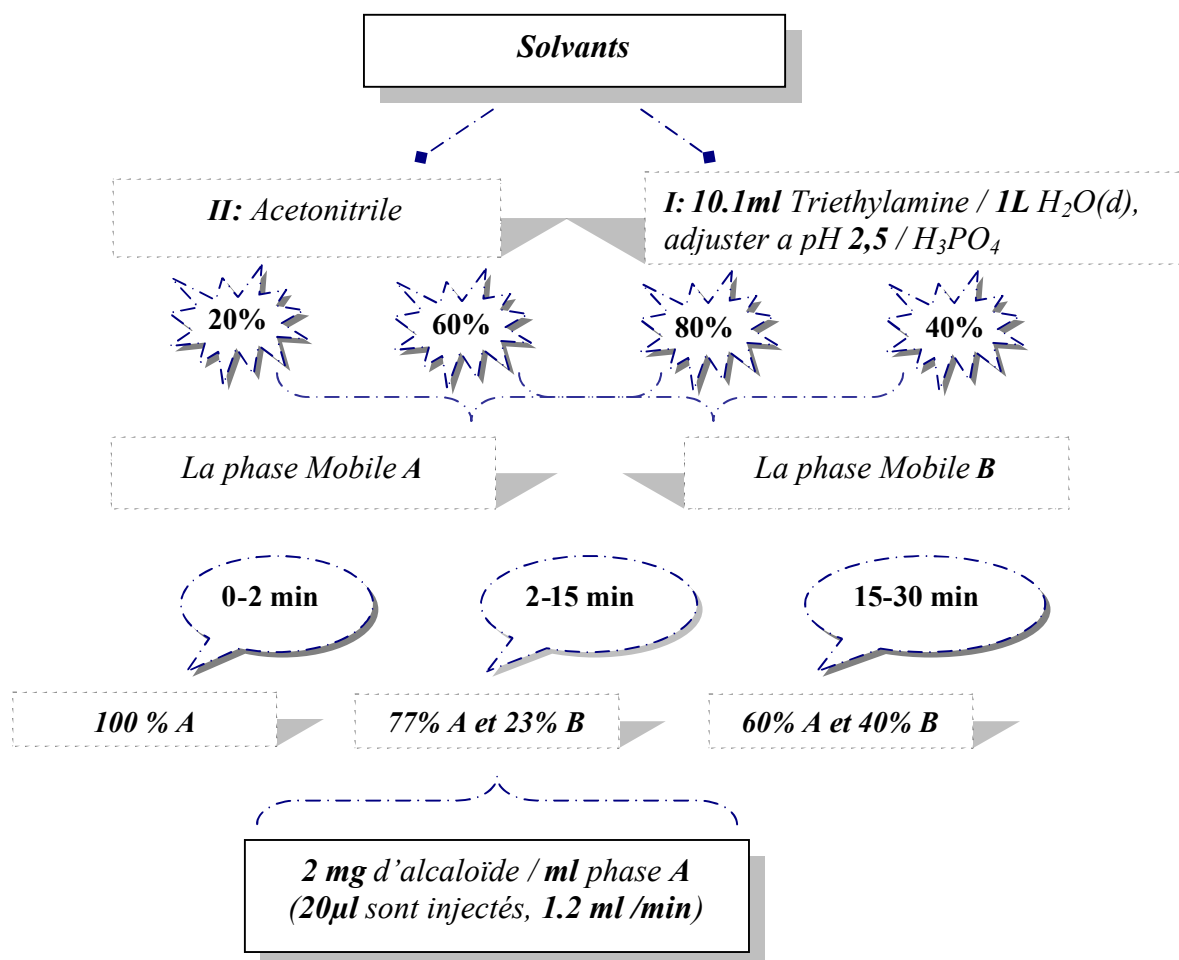 Solvants
II: Acetonitrile
I: 10.1ml Triethylamine / 1L H₂O(d),
adjuster a pH 2,5 / H₃PO₄
20%
60%
80%
40%
La phase Mobile A
La phase Mobile B
0-2 min
2-15 min
15-30 min
100 % A
77% A et 23% B
60% A et 40% B
2 mg d’alcaloïde / ml phase A
(20µl sont injectés, 1.2 ml /min)